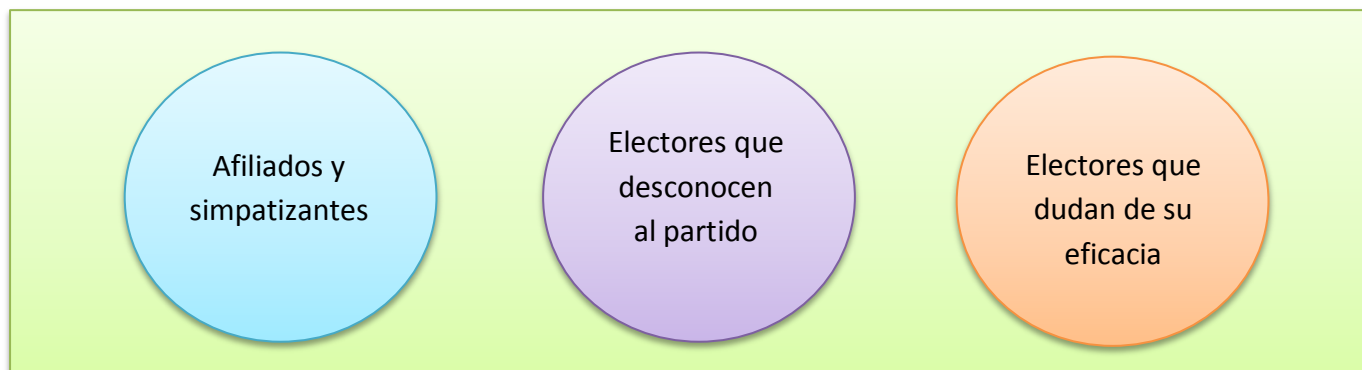 Afiliados y
simpatizantes
Electores que
desconocen
al partido
Electores que
dudan de su
eficacia